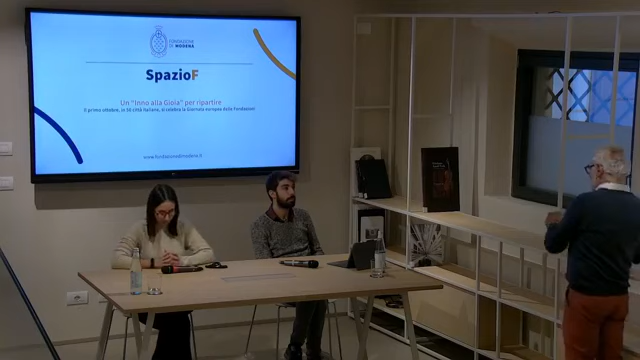 FONDAZIONE
DI MODENA
SpazioF
Un "Inno alla Gioia" per ripartire
Il primo ottobre, in 50 città italiane, si celebra la Giornata europea delle Fondazioni
www.fondazionedimodena.it